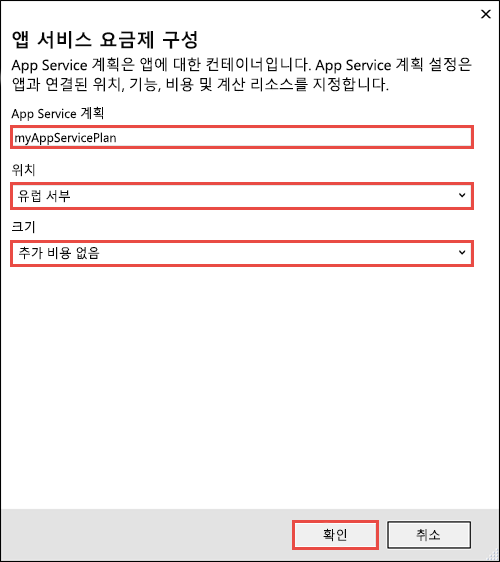 앱 서비스 요금제 구성
App Service 계획은 앱에 대한 컨테이너입니다. App Service 계획 설정은
앱과 연결된 위치, 기능, 비용 및 계산 리소스를 지정합니다.
App Service 계획
myAppServicePlan
위치
유럽 서부
크기
추가 비용 없음
확인
취소